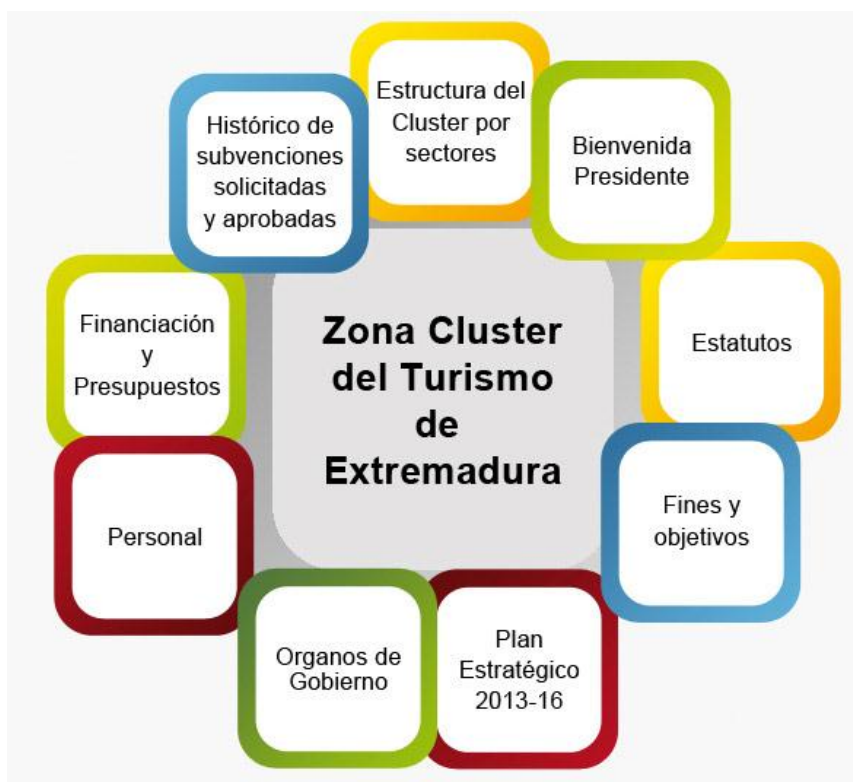 Estructura del
Cluster por
sectores
Bienvenida
Presidente
Estatutos
Fines y
objetivos
Plan
Estratégico
2013-16
Organos de
Gobierno
Personal
Financiación
y
Presupuestos
Histórico de
subvenciones
solicitadas
y aprobadas
Zona Cluster
del Turismo
de
Extremadura